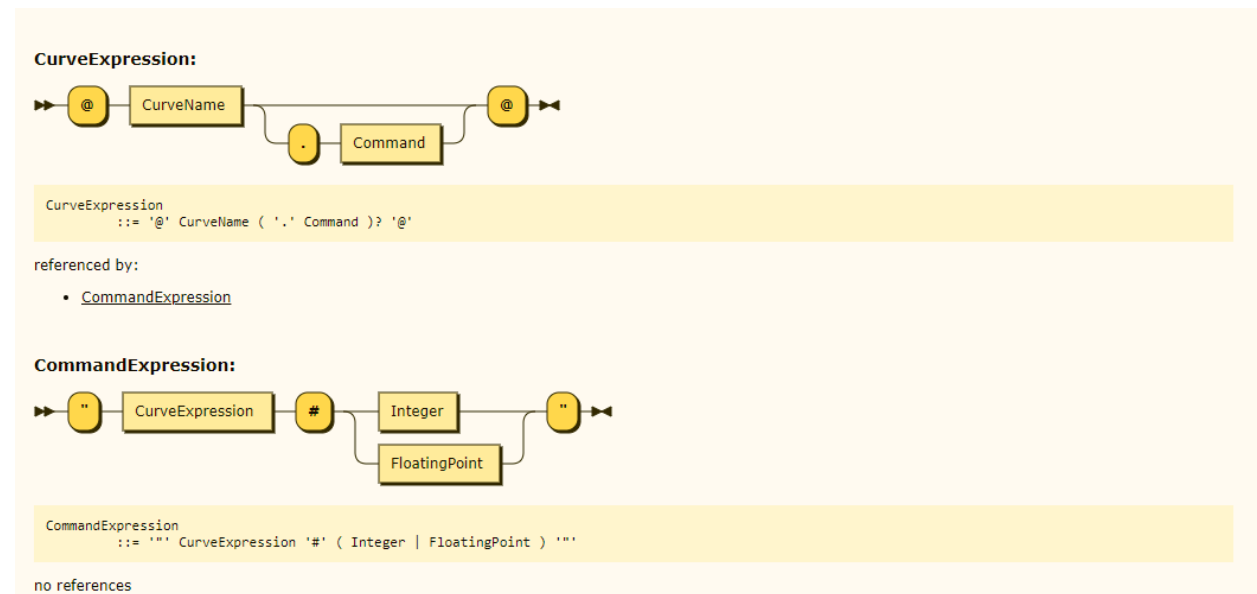 CurveExpression:
@ CurveName @
. Command
CurveExpression
::= '@' CurveName ( '.' Command )? '@'
referenced by:
• CommandExpression
CommandExpression:
" CurveExpression # Integer "
FloatingPoint
CommandExpression
::= '"' CurveExpression '#' ( Integer | FloatingPoint ) '"'
no references